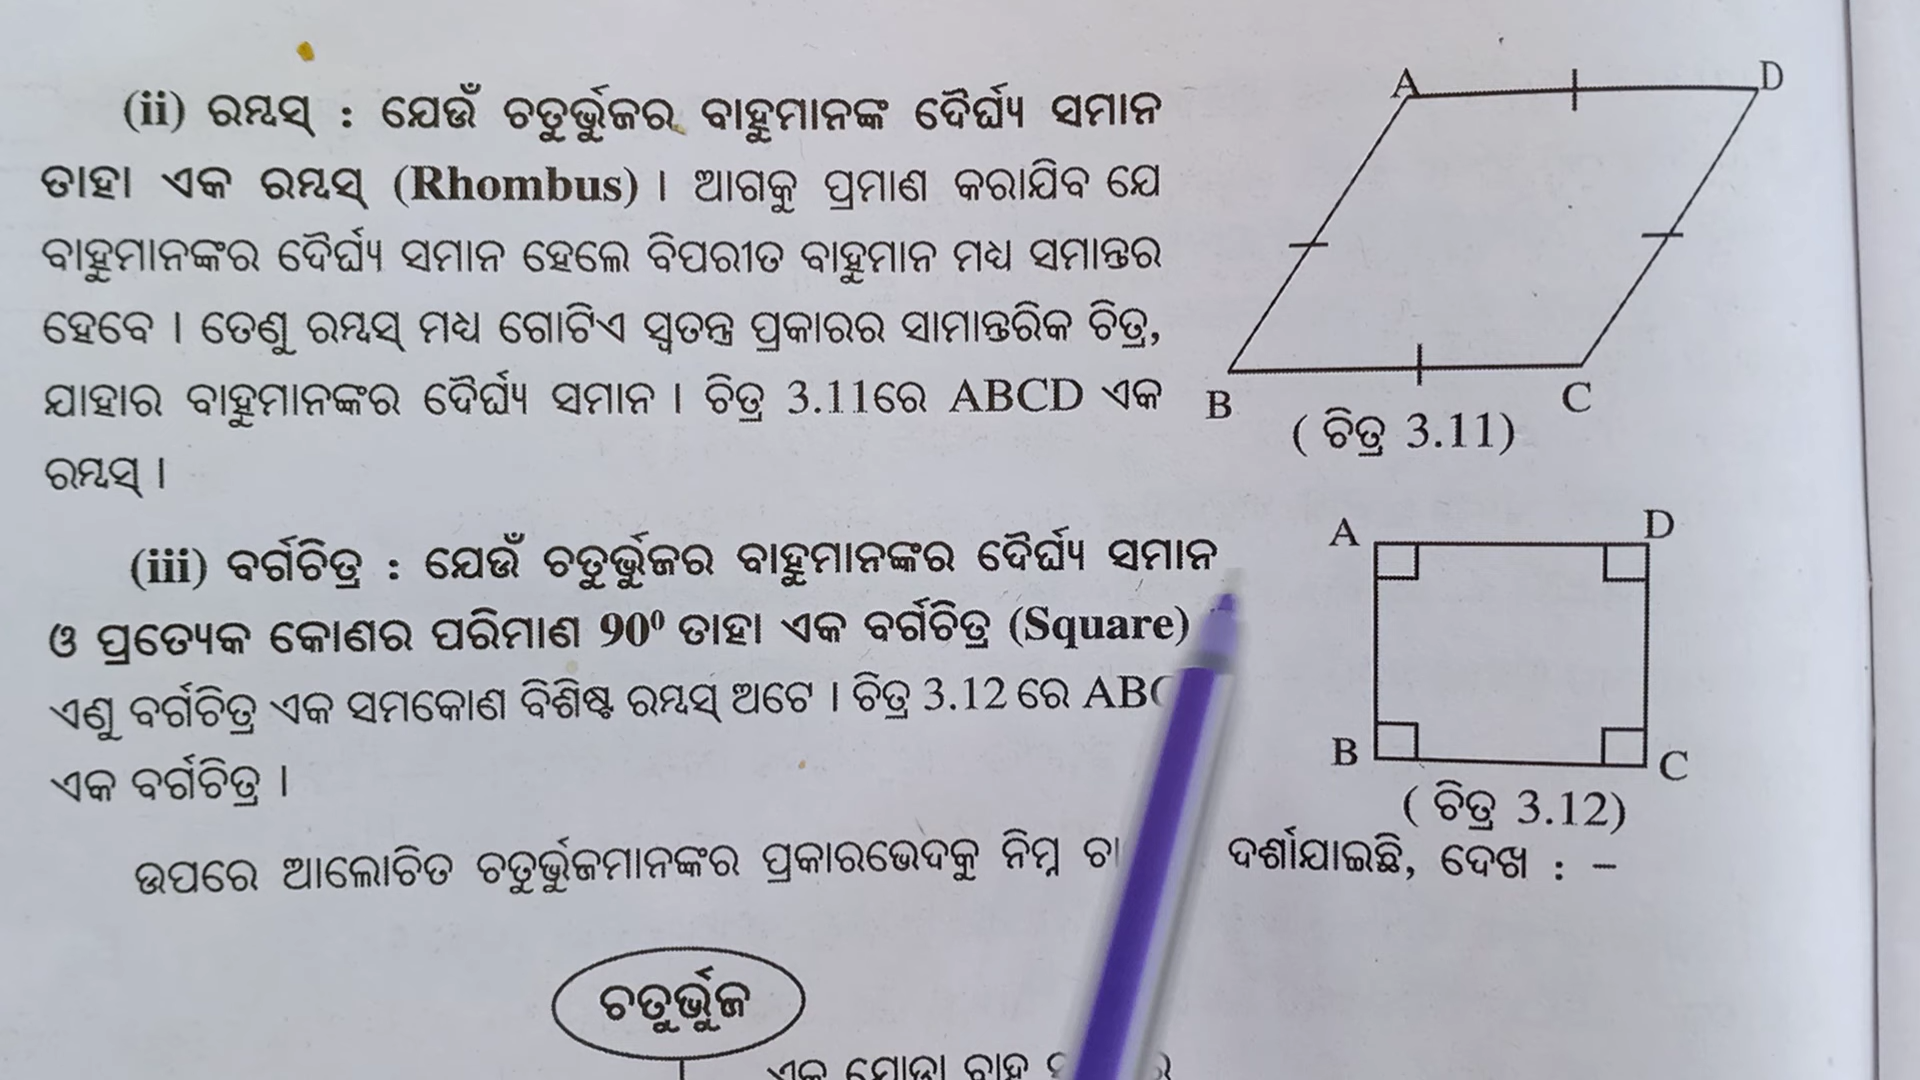 (ii) ରମ୍ବସ୍ : ଯେଉଁ ଚତୁର୍ଭୁଜର ବାହୁମାନଙ୍କ ଦୈର୍ଘ୍ୟ ସମାନ
ତାହା ଏକ ରମ୍ବସ୍ (Rhombus) । ଆଗକୁ ପ୍ରମାଣ କରାଯିବ ଯେ
ବାହୁମାନଙ୍କର ଦୈର୍ଘ୍ୟ ସମାନ ହେଲେ ବିପରୀତ ବାହୁମାନ ମଧ୍ୟ ସମାନ୍ତର
ହେବେ । ତେଣୁ ରମ୍ବସ୍ ମଧ୍ୟ ଗୋଟିଏ ସ୍ୱତନ୍ତ୍ର ପ୍ରକାରର ସାମାନ୍ତରିକ ଚିତ୍ର,
ଯାହାର ବାହୁମାନଙ୍କର ଦୈର୍ଘ୍ୟ ସମାନ । ଚିତ୍ର 3.11ରେ ABCD ଏକ
ରମ୍ବସ୍ ।
A D
B C
( ଚିତ୍ର 3.11)
(iii) ବର୍ଗଚିତ୍ର : ଯେଉଁ ଚତୁର୍ଭୁଜର ବାହୁମାନଙ୍କର ଦୈର୍ଘ୍ୟ ସମାନ
ଓ ପ୍ରତ୍ୟେକ କୋଣର ପରିମାଣ 90⁰ ତାହା ଏକ ବର୍ଗଚିତ୍ର (Square)
ଏଣୁ ବର୍ଗଚିତ୍ର ଏକ ସମକୋଣ ବିଶିଷ୍ଟ ରମ୍ବସ୍ ଅଟେ । ଚିତ୍ର 3.12 ରେ
ଏକ ବର୍ଗଚିତ୍ର ।
A D
B C
( ଚିତ୍ର 3.12)
ଉପରେ ଆଲୋଚିତ ଚତୁର୍ଭୁଜମାନଙ୍କର ପ୍ରକାରଭେଦକୁ ନିମ୍ନ ଦର୍ଶାଯାଇଛି, ଦେଖ : –
ଚତୁର୍ଭୁଜ
ଏକ ଯୋଡା ବାହୁ